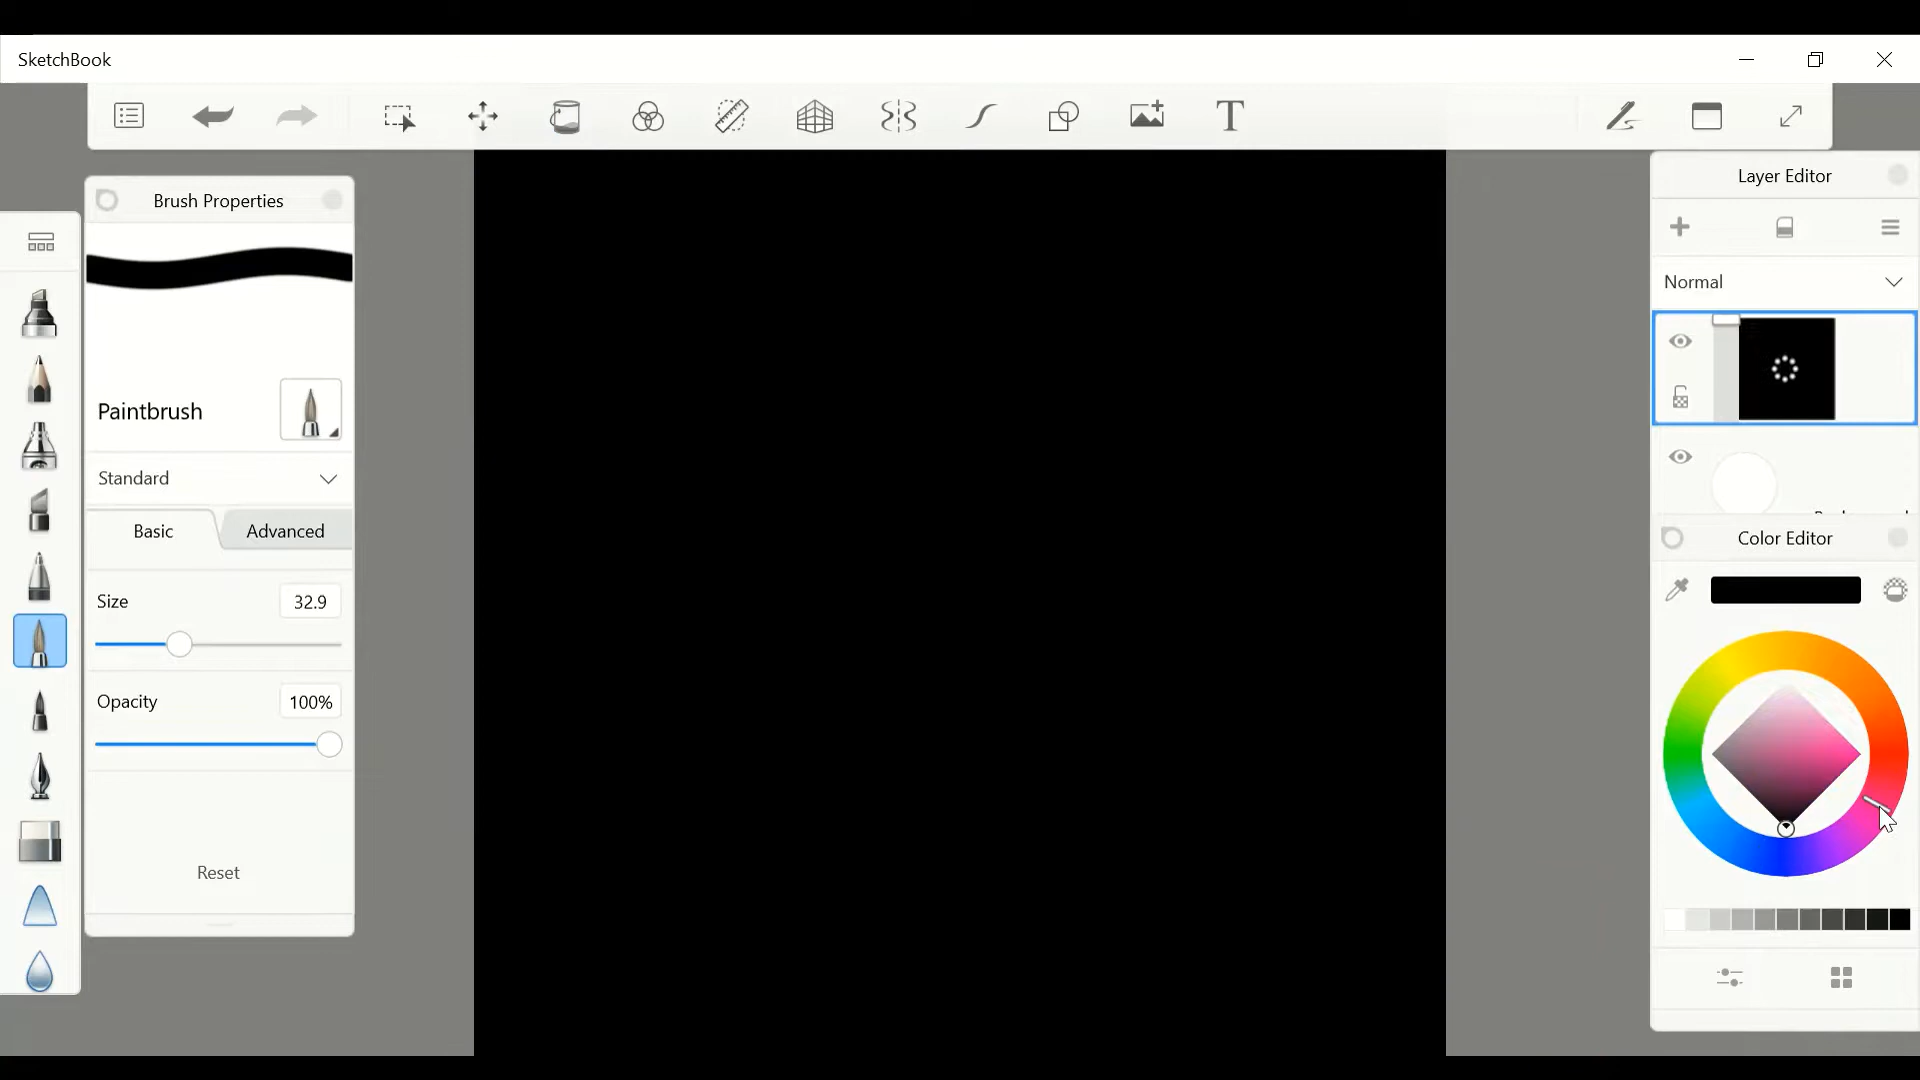 SketchBook
Brush Properties
Layer Editor
Normal
Paintbrush
Standard
Basic
Advanced
Color Editor
Size
32.9
Opacity
100%
Reset